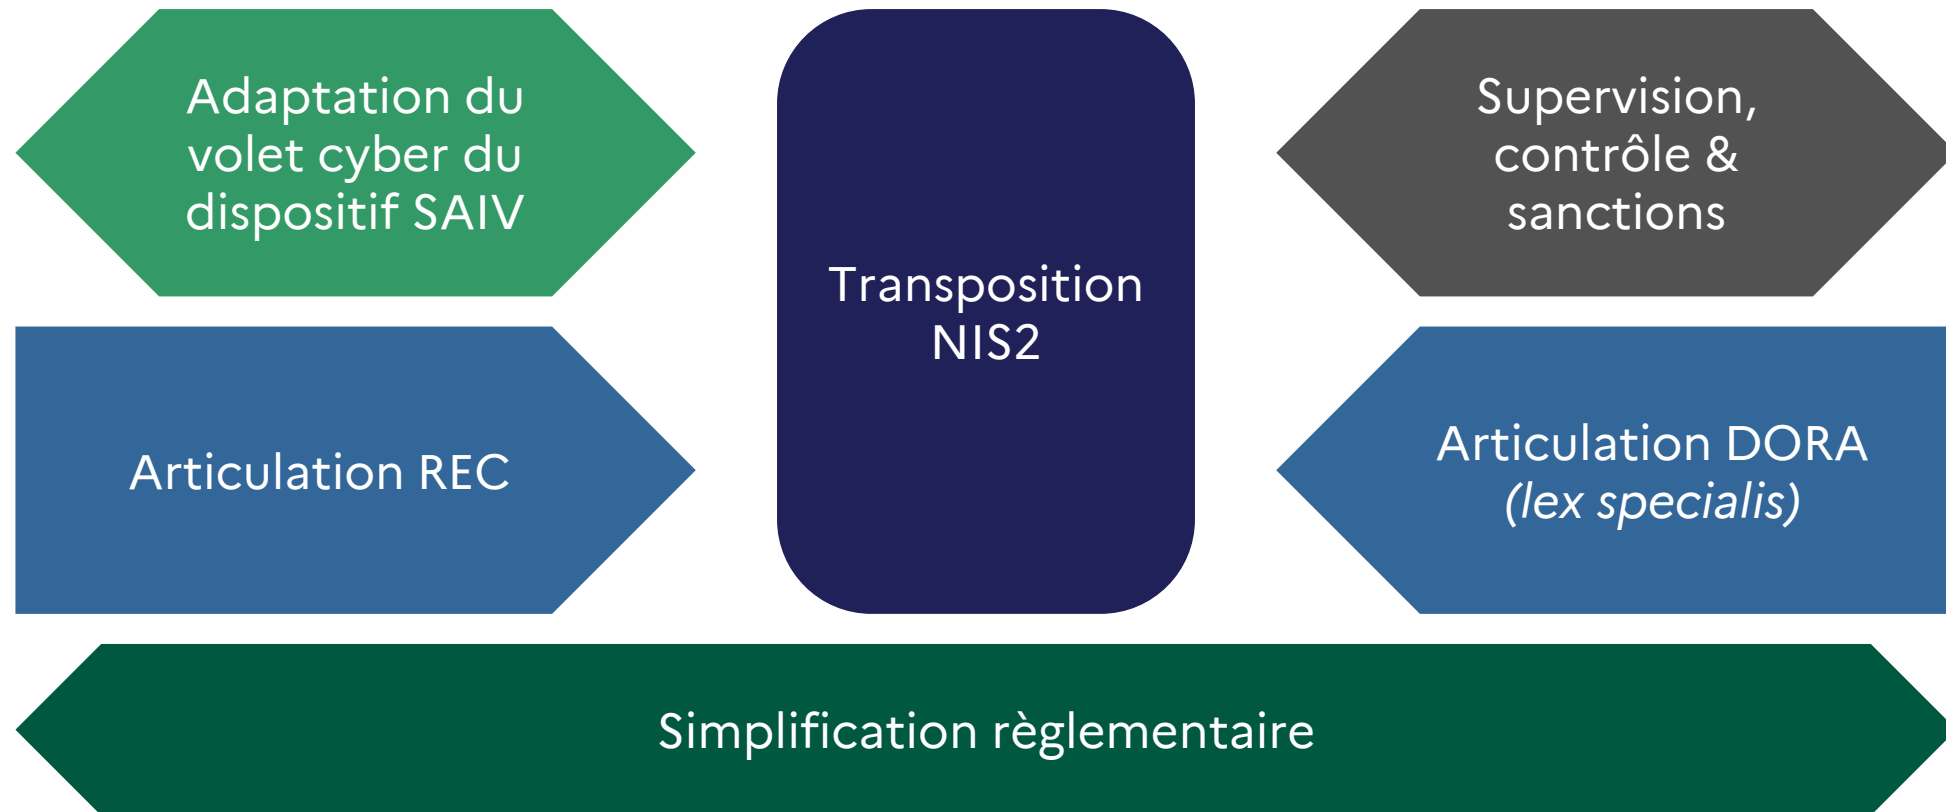 Adaptation du
volet cyber du
dispositif SAIV
Transposition
NIS2
Supervision,
contrôle &
sanctions
Articulation REC
Articulation DORA
(lex specialis)
Simplification règlementaire